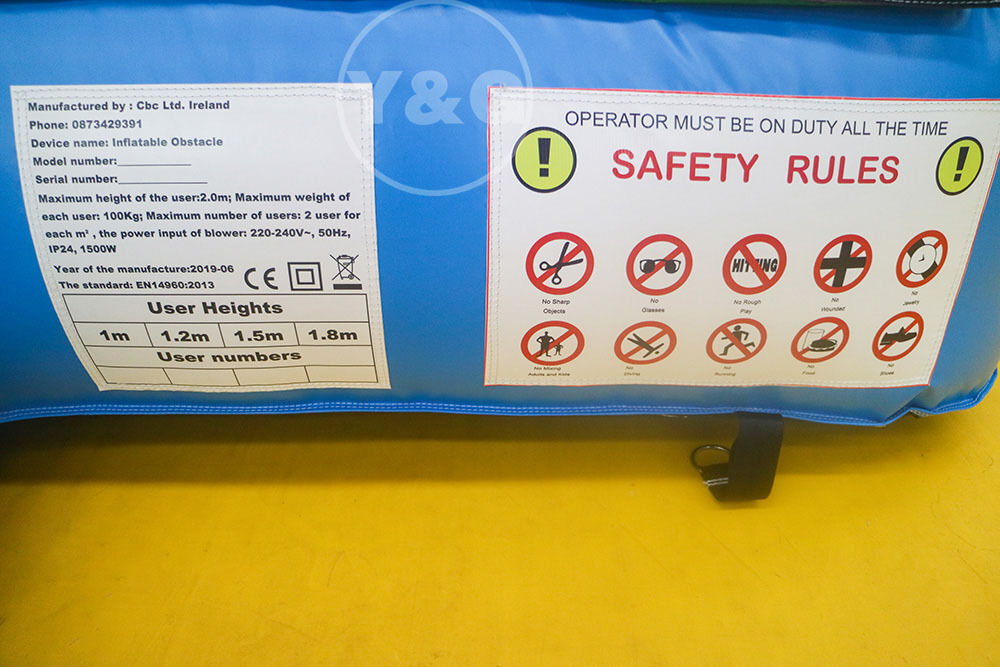 Y&G
Manufactured by : Cbc Ltd. Ireland
Phone: 0873429391
Device name: Inflatable Obstacle
Model number:___________
Serial number:______________
Maximum height of the user:2.0m; Maximum weight of
each user: 100Kg; Maximum number of users: 2 user for
each m² , the power input of blower: 220-240V~, 50Hz,
IP24, 1500W
Year of the manufacture:2019-06
The standard: EN14960:2013
CE
User Heights
1m 1.2m 1.5m 1.8m
User numbers
OPERATOR MUST BE ON DUTY ALL THE TIME
! SAFETY RULES !
HITTING
No Sharp
Objects
No
Glasses
No Rough
Play
No
Wounded
No
Jewelry
No Mixing
Adults and Kids
No
Diving
No
Running
No
Food
No
Shoes